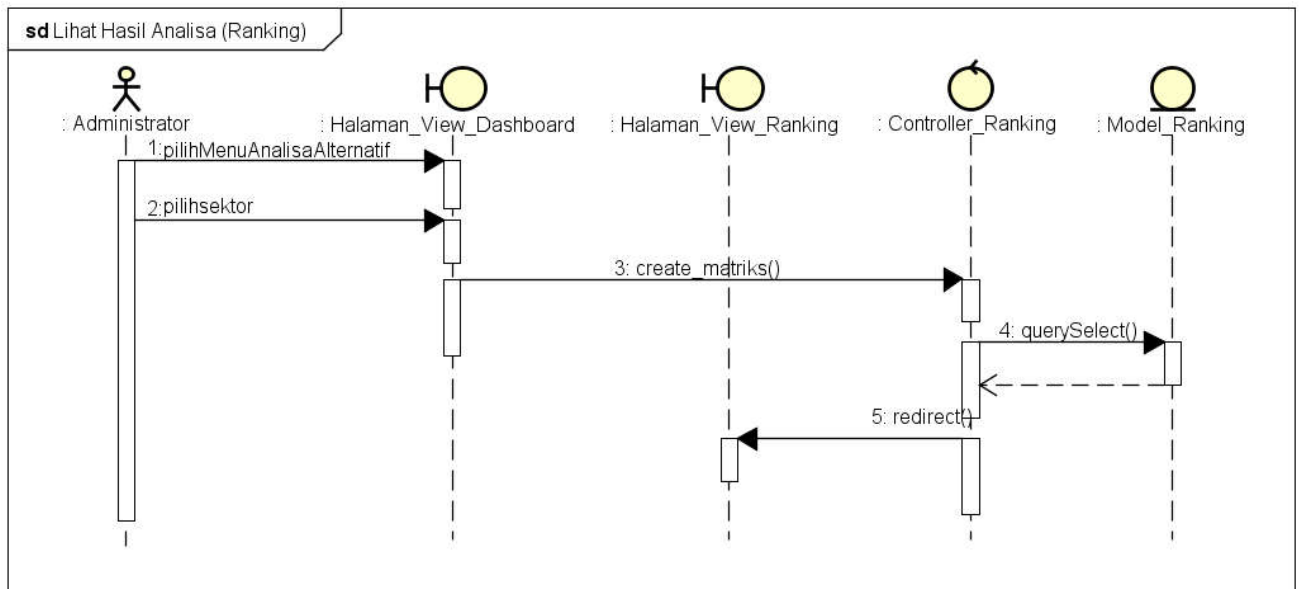 sd Lihat Hasil Analisa (Ranking)
: Administrator
: Halaman_View_Dashboard
: Halaman_View_Ranking
: Controller_Ranking
: Model_Ranking
1:pilihMenuAnalisaAlternatif
2:pilihsektor
3: create_matriks()
4: querySelect()
5: redirect()